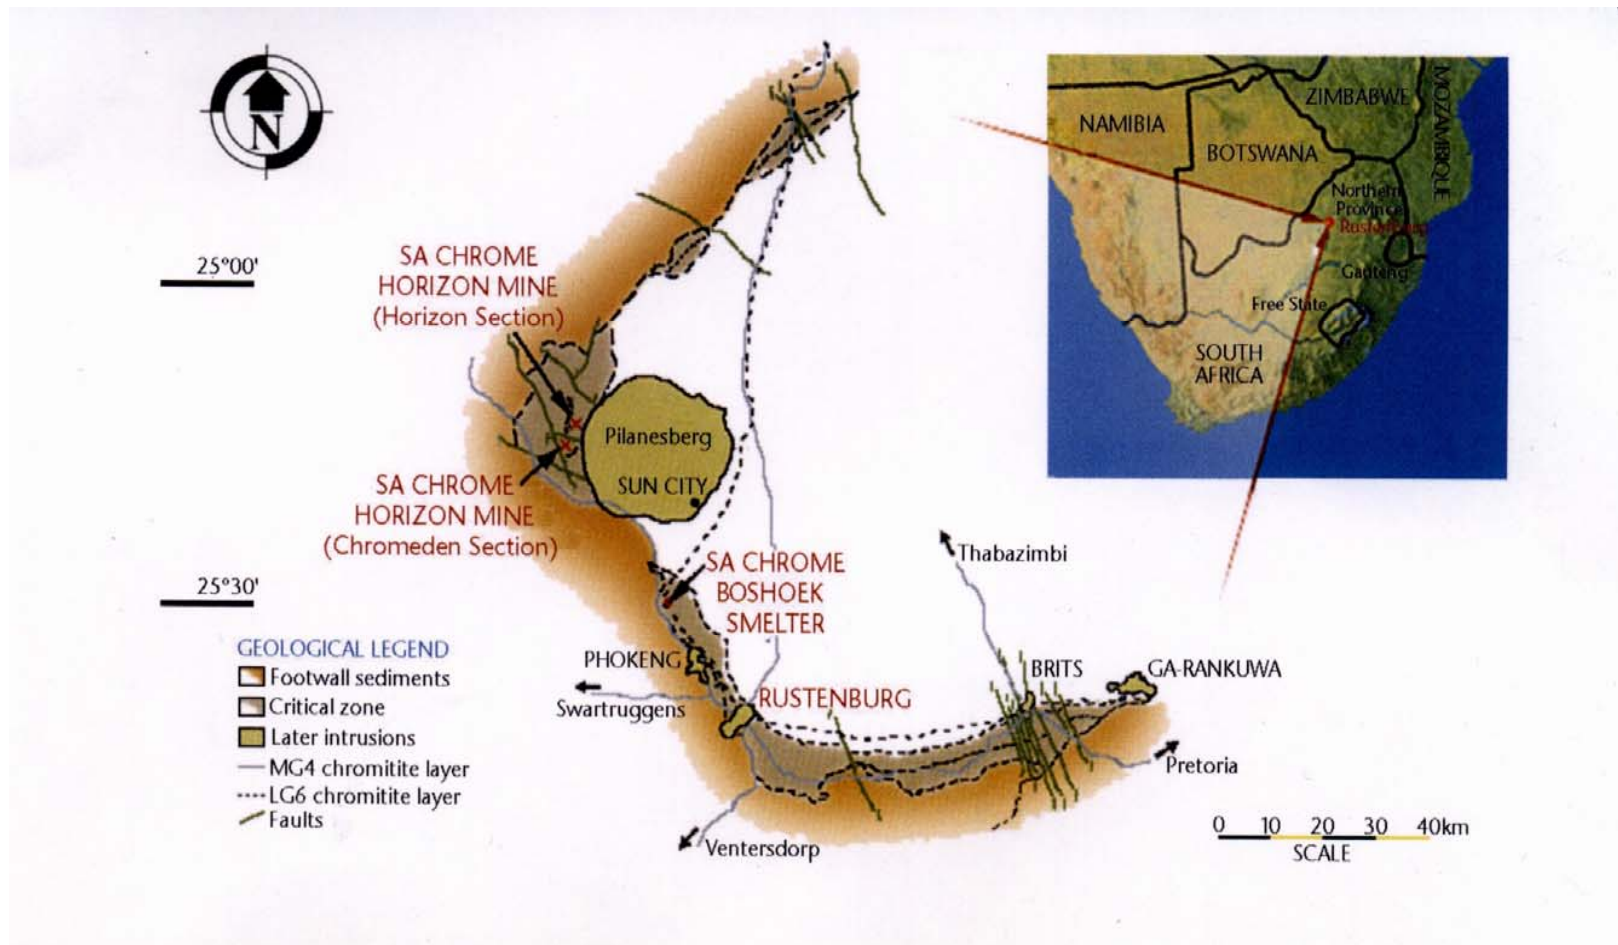 N
NAMIBIA
ZIMBABWE
MOZAMBIQUE
BOTSWANA
Northern
Province
Rustenburg
Gauteng
Free State
SOUTH
AFRICA
25°00'
SA CHROME
HORIZON MINE
(Horizon Section)
Pilanesberg
SUN CITY
SA CHROME
HORIZON MINE
(Chromeden Section)
25°30'
SA CHROME
BOSHOEK
SMELTER
Thabazimbi
GEOLOGICAL LEGEND
Footwall sediments
Critical zone
Later intrusions
MG4 chromitite layer
LG6 chromitite layer
Faults
PHOKENG
Swartruggens
RUSTENBURG
BRITS
GA-RANKUWA
Pretoria
Ventersdorp
0 10 20 30 40km
SCALE